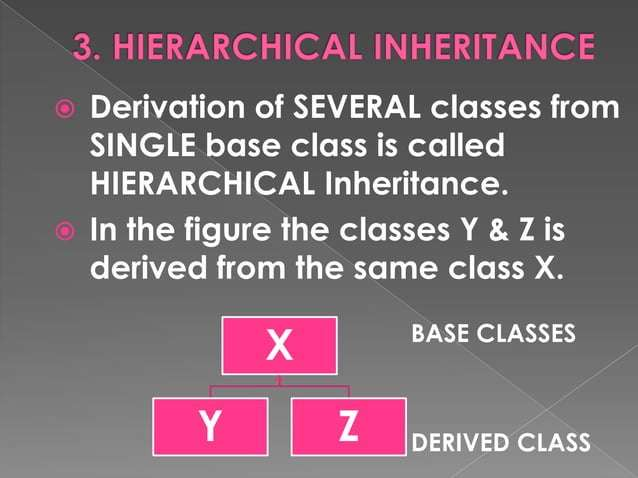 3. HIERARCHICAL INHERITANCE
Derivation of SEVERAL classes from
SINGLE base class is called
HIERARCHICAL Inheritance.
In the figure the classes Y & Z is
derived from the same class X.
X
BASE CLASSES
Y
Z
DERIVED CLASS